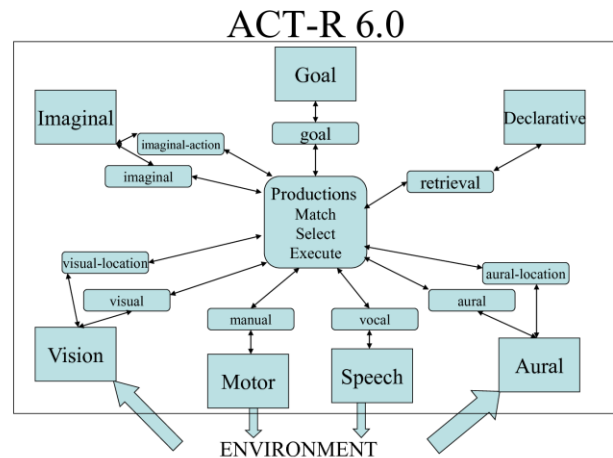 ACT-R 6.0
Goal
Imaginal
Declarative
goal
imaginal-action
imaginal
retrieval
Productions
Match
Select
Execute
visual-location
aural-location
visual
aural
manual
vocal
Vision
Motor
Speech
Aural
ENVIRONMENT